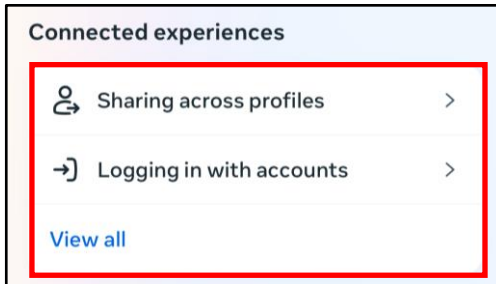 Connected experiences
Sharing across profiles
Logging in with accounts
View all